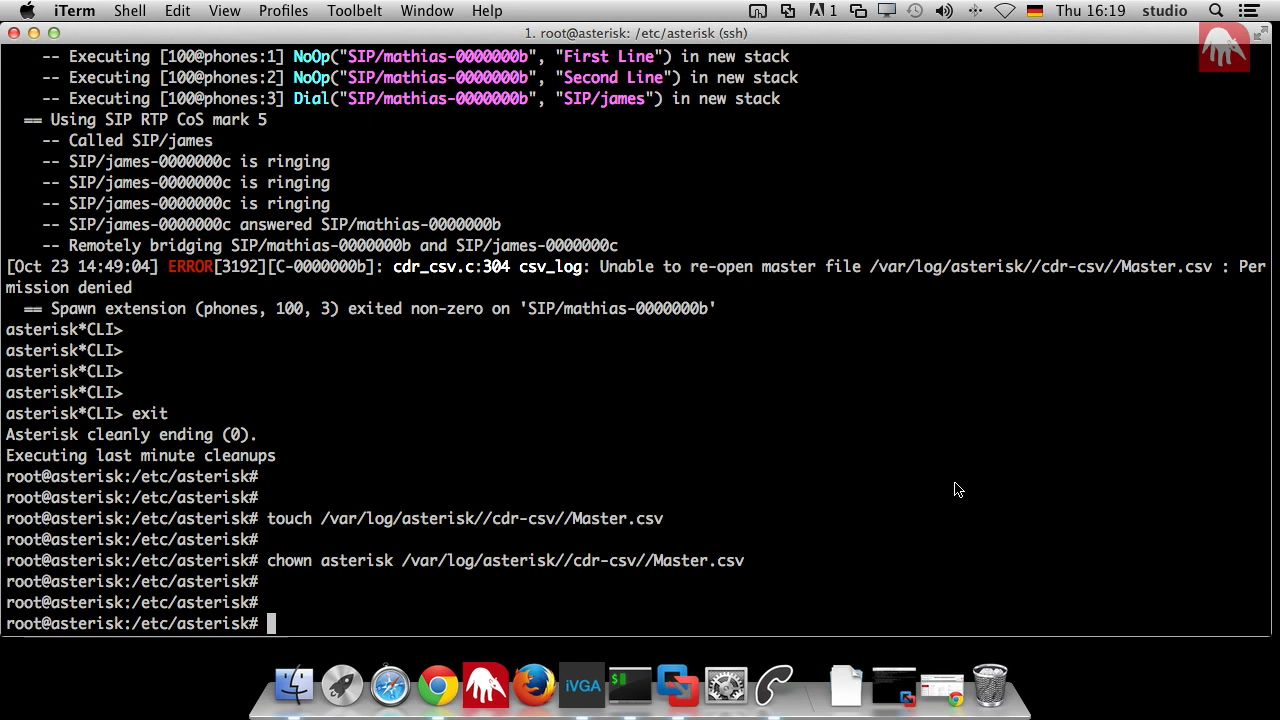 iTerm Shell Edit View Profiles Toolbelt Window Help 1 Thu 16:19 studio
1. root@asterisk: /etc/asterisk (ssh)
-- Executing [100@phones:1] NoOp("SIP/mathias-0000000b", "First Line") in new stack
-- Executing [100@phones:2] NoOp("SIP/mathias-0000000b", "Second Line") in new stack
-- Executing [100@phones:3] Dial("SIP/mathias-0000000b", "SIP/james") in new stack
== Using SIP RTP CoS mark 5
-- Called SIP/james
-- SIP/james-0000000c is ringing
-- SIP/james-0000000c is ringing
-- SIP/james-0000000c is ringing
-- SIP/james-0000000c answered SIP/mathias-0000000b
-- Remotely bridging SIP/mathias-0000000b and SIP/james-0000000c
[Oct 23 14:49:04] ERROR[3192][C-0000000b]: cdr_csv.c:304 csv_log: Unable to re-open master file /var/log/asterisk//cdr-csv//Master.csv : Per
mission denied
== Spawn extension (phones, 100, 3) exited non-zero on 'SIP/mathias-0000000b'
asterisk*CLI>
asterisk*CLI>
asterisk*CLI>
asterisk*CLI>
asterisk*CLI> exit
Asterisk cleanly ending (0).
Executing last minute cleanups
root@asterisk:/etc/asterisk#
root@asterisk:/etc/asterisk#
root@asterisk:/etc/asterisk# touch /var/log/asterisk//cdr-csv//Master.csv
root@asterisk:/etc/asterisk#
root@asterisk:/etc/asterisk# chown asterisk /var/log/asterisk//cdr-csv//Master.csv
root@asterisk:/etc/asterisk#
root@asterisk:/etc/asterisk#
root@asterisk:/etc/asterisk#
iVGA